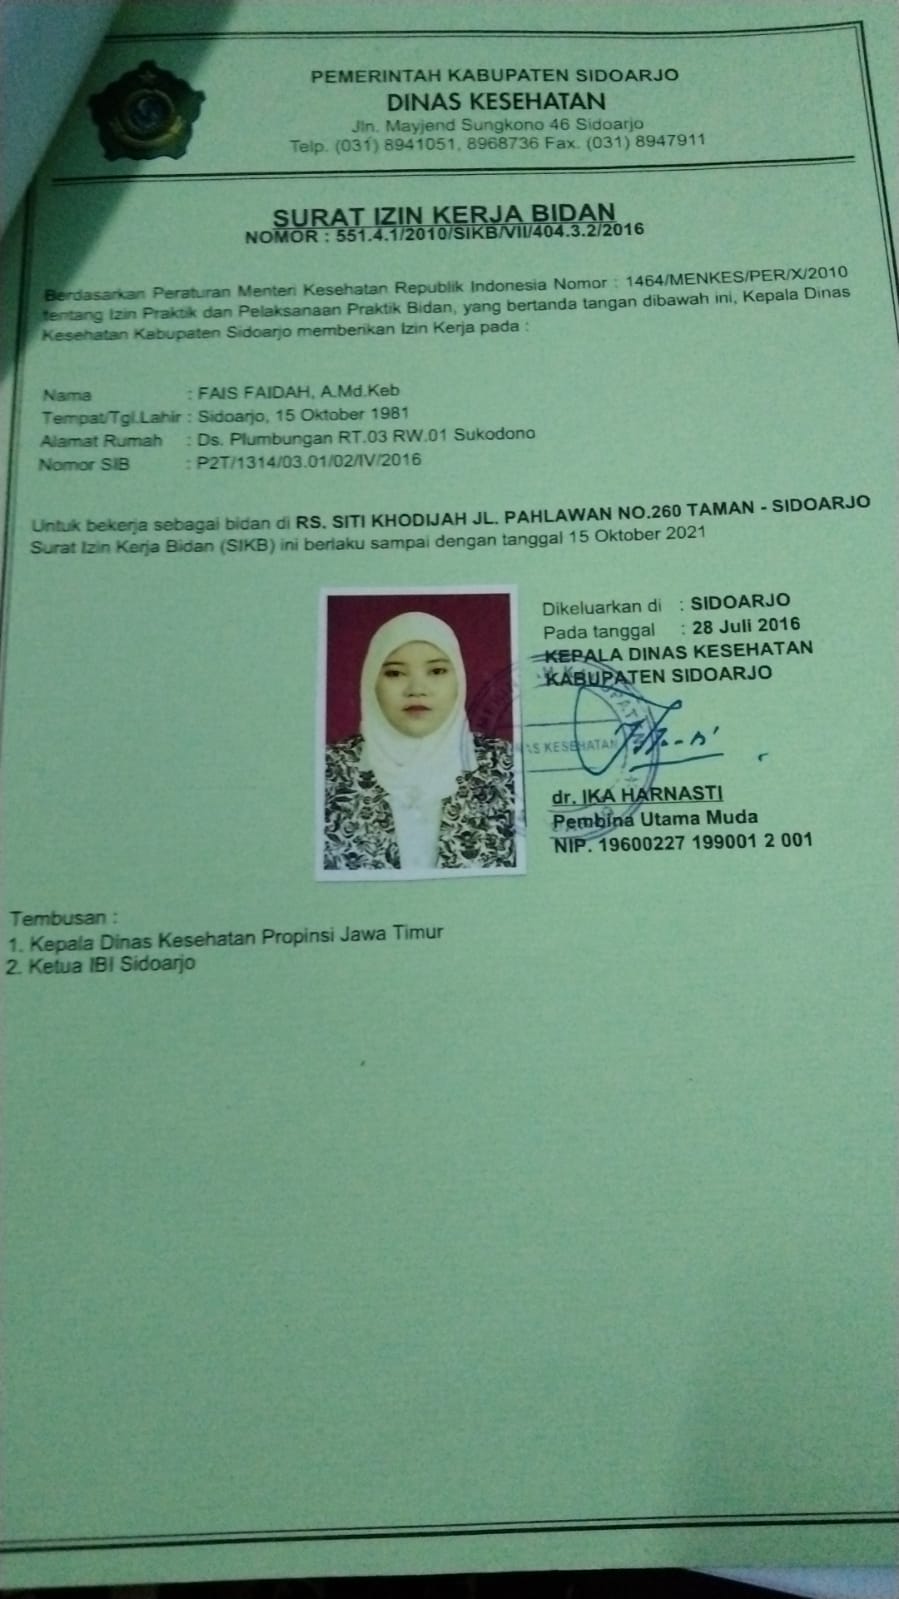 PEMERINTAH KABUPATEN SIDOARJO
DINAS KESEHATAN
Jln. Mayjend Sungkono 46 Sidoarjo
Telp. (031) 8941051, 8968736 Fax. (031) 8947911
SURAT IZIN KERJA BIDAN
NOMOR : 551.4.1/2010/SIKB/VII/404.3.2/2016
Berdasarkan Peraturan Menteri Kesehatan Republik Indonesia Nomor : 1464/MENKES/PER/X/2010
tentang Izin Praktik dan Pelaksanaan Praktik Bidan, yang bertanda tangan dibawah ini, Kepala Dinas
Kesehatan Kabupaten Sidoarjo memberikan Izin Kerja pada :
Nama : FAIS FAIDAH, A.Md.Keb
Tempat/Tgl.Lahir : Sidoarjo, 15 Oktober 1981
Alamat Rumah : Ds. Plumbungan RT.03 RW.01 Sukodono
Nomor SIB : P2T/1314/03.01/02/IV/2016
Untuk bekerja sebagai bidan di RS. SITI KHODIJAH JL. PAHLAWAN NO.260 TAMAN - SIDOARJO
Surat Izin Kerja Bidan (SIKB) ini berlaku sampai dengan tanggal 15 Oktober 2021
Dikeluarkan di : SIDOARJO
Pada tanggal : 28 Juli 2016
KEPALA DINAS KESEHATAN
KABUPATEN SIDOARJO
KESEHATAN
dr. IKA HARNASTI
Pembina Utama Muda
NIP. 19600227 199001 2 001
Tembusan :
1. Kepala Dinas Kesehatan Propinsi Jawa Timur
2. Ketua IBI Sidoarjo